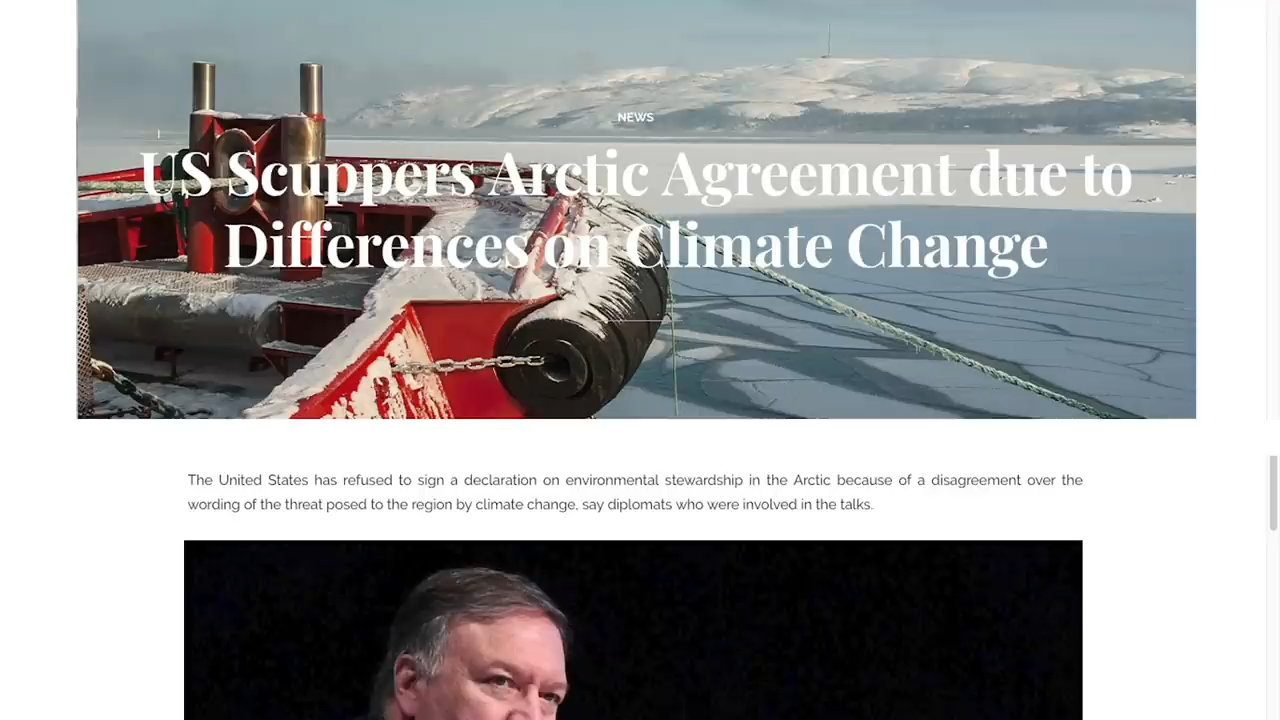 NEWS
US Scuppers Arctic Agreement due to
Differences on Climate Change
The United States has refused to sign a declaration on environmental stewardship in the Arctic because of a disagreement over the
wording of the threat posed to the region by climate change, say diplomats who were involved in the talks.